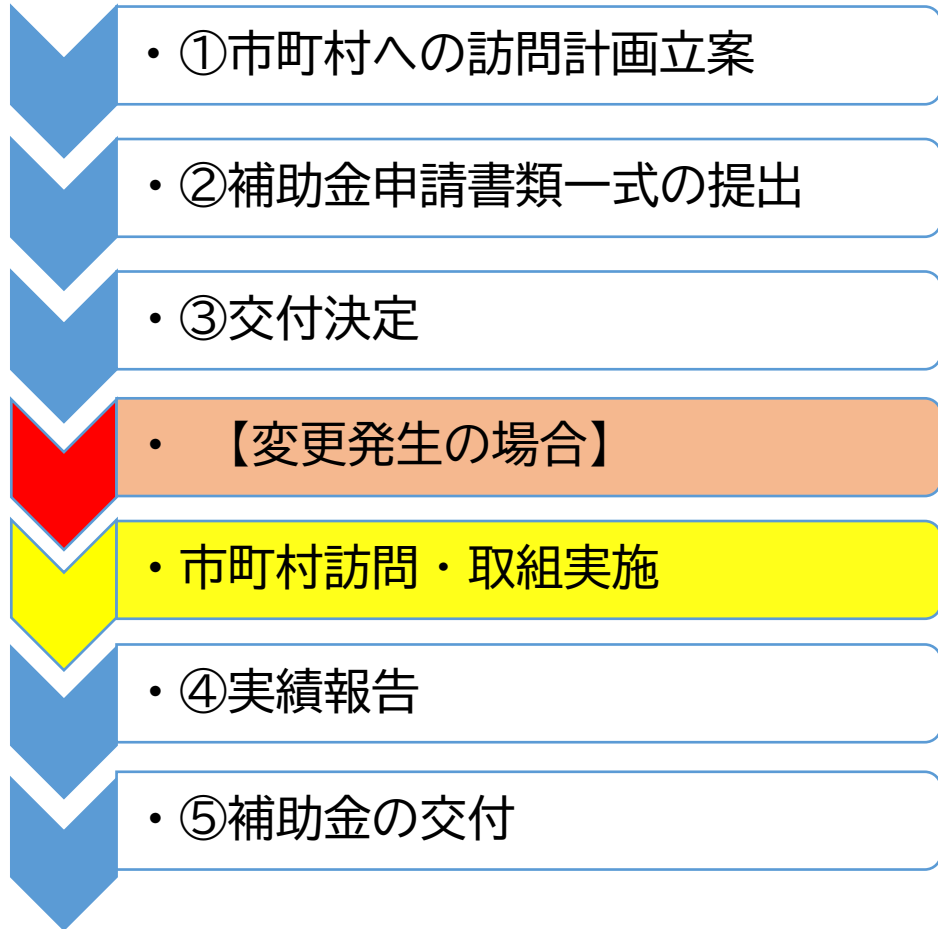 ・①市町村への訪問計画立案
・②補助金申請書類一式の提出
・③交付決定
・ 【変更発生の場合】
・市町村訪問・取組実施
・④実績報告
・⑤補助金の交付